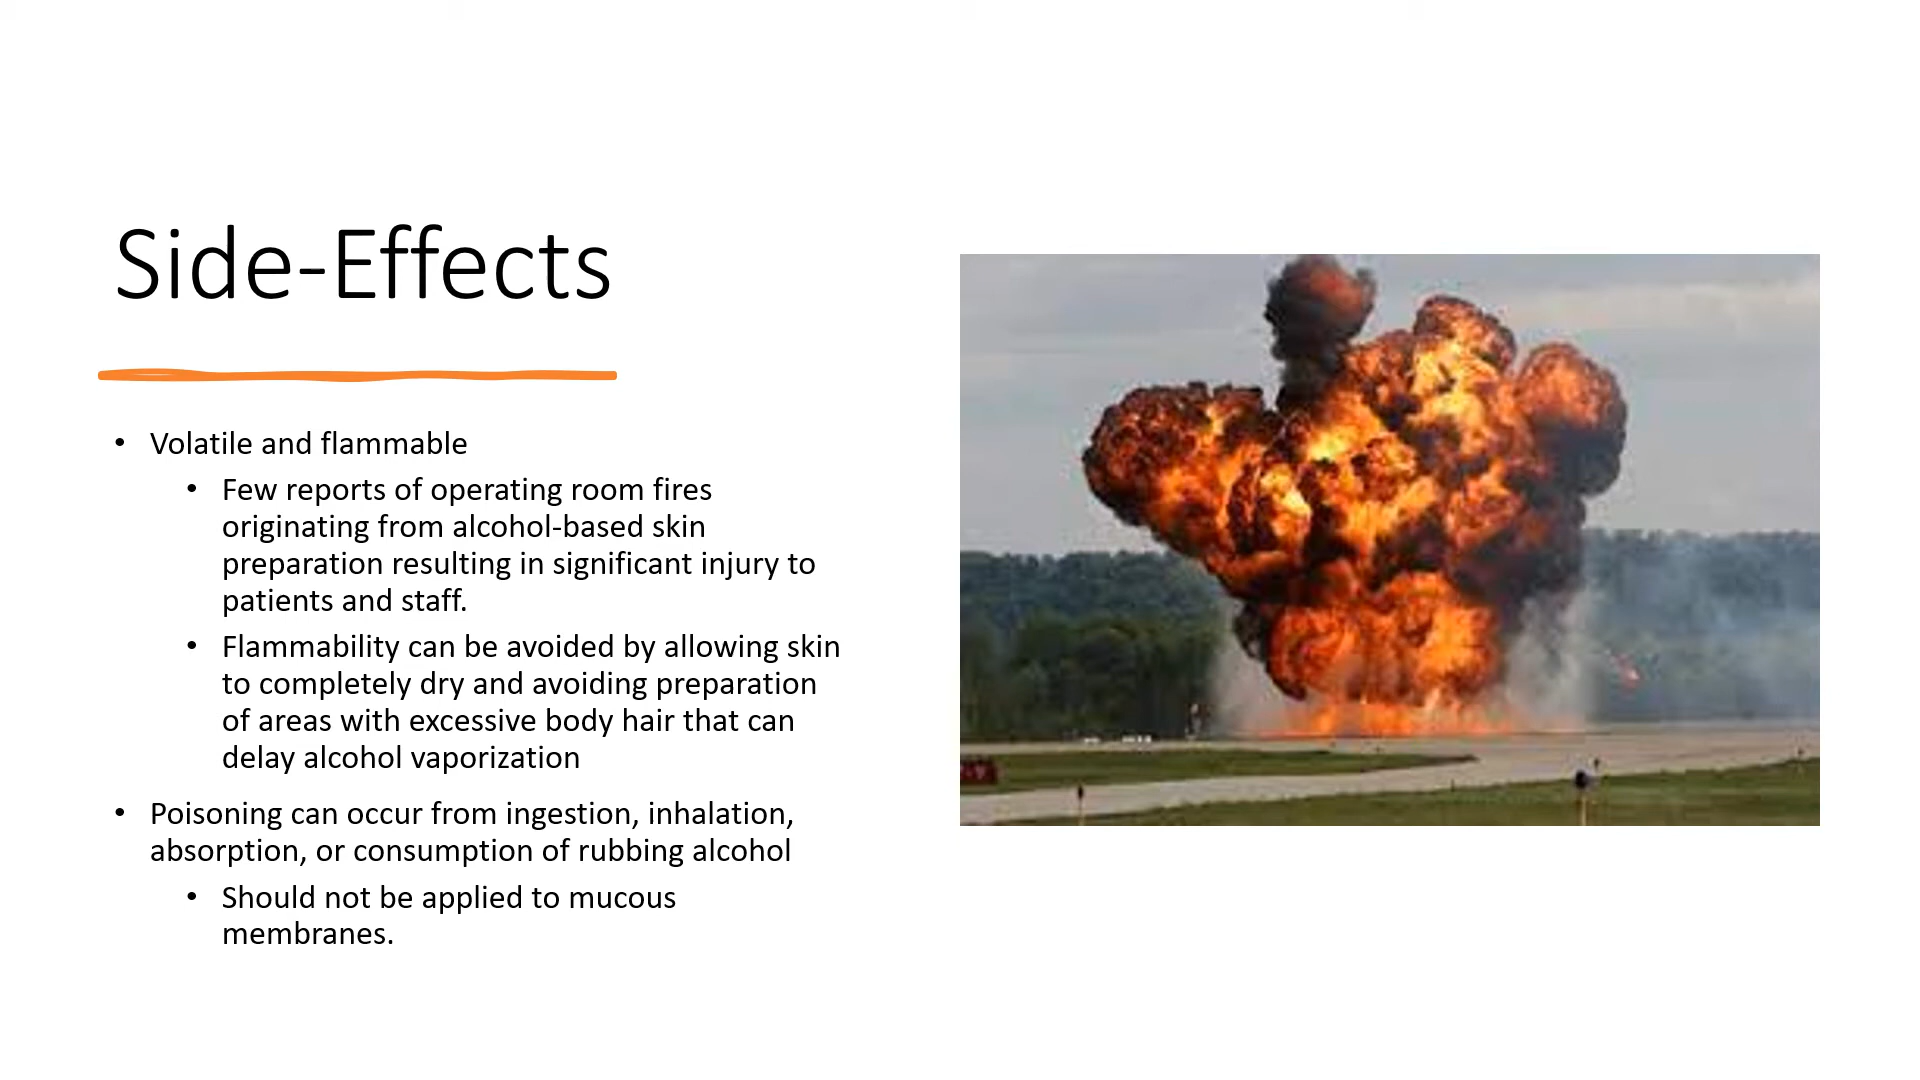 Side-Effects
• Volatile and flammable
• Few reports of operating room fires
originating from alcohol-based skin
preparation resulting in significant injury to
patients and staff.
• Flammability can be avoided by allowing skin
to completely dry and avoiding preparation
of areas with excessive body hair that can
delay alcohol vaporization
• Poisoning can occur from ingestion, inhalation,
absorption, or consumption of rubbing alcohol
• Should not be applied to mucous
membranes.